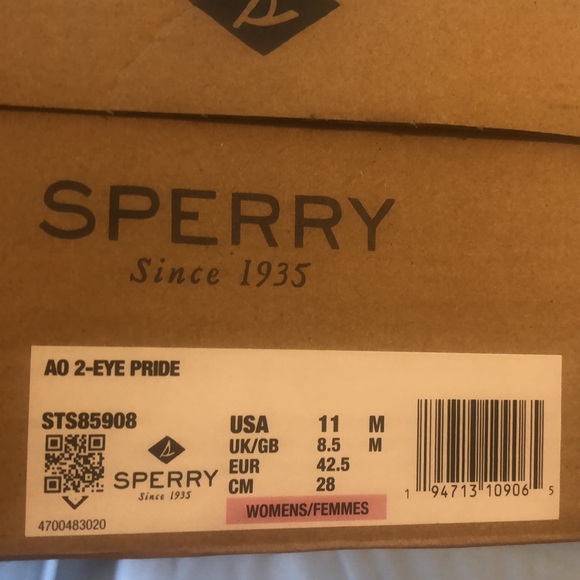 SPERRY
Since 1935
AO 2-EYE PRIDE
STS85908
SPERRY
Since 1935
4700483020
USA 11 M
UK/GB 8.5 M
EUR 42.5
CM 28
WOMENS/FEMMES
1 94713 10906 5